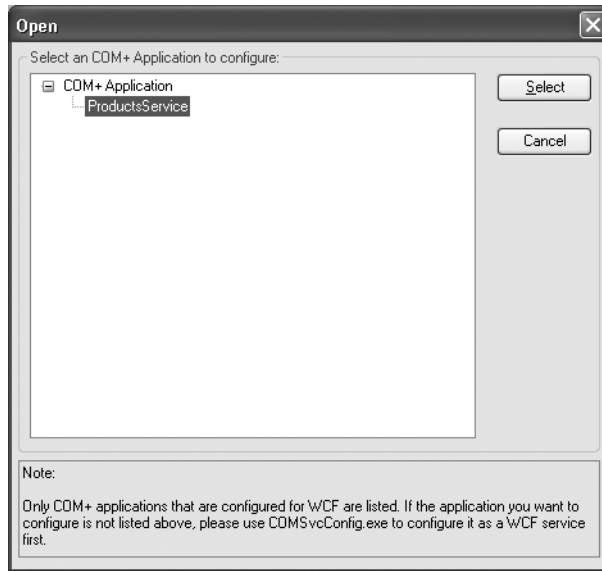 Open
Select an COM+ Application to configure:
COM+ Application
ProductsService
Select
Cancel
Note:
Only COM+ applications that are configured for WCF are listed. If the application you want to
configure is not listed above, please use COMSvcConfig.exe to configure it as a WCF service
first.